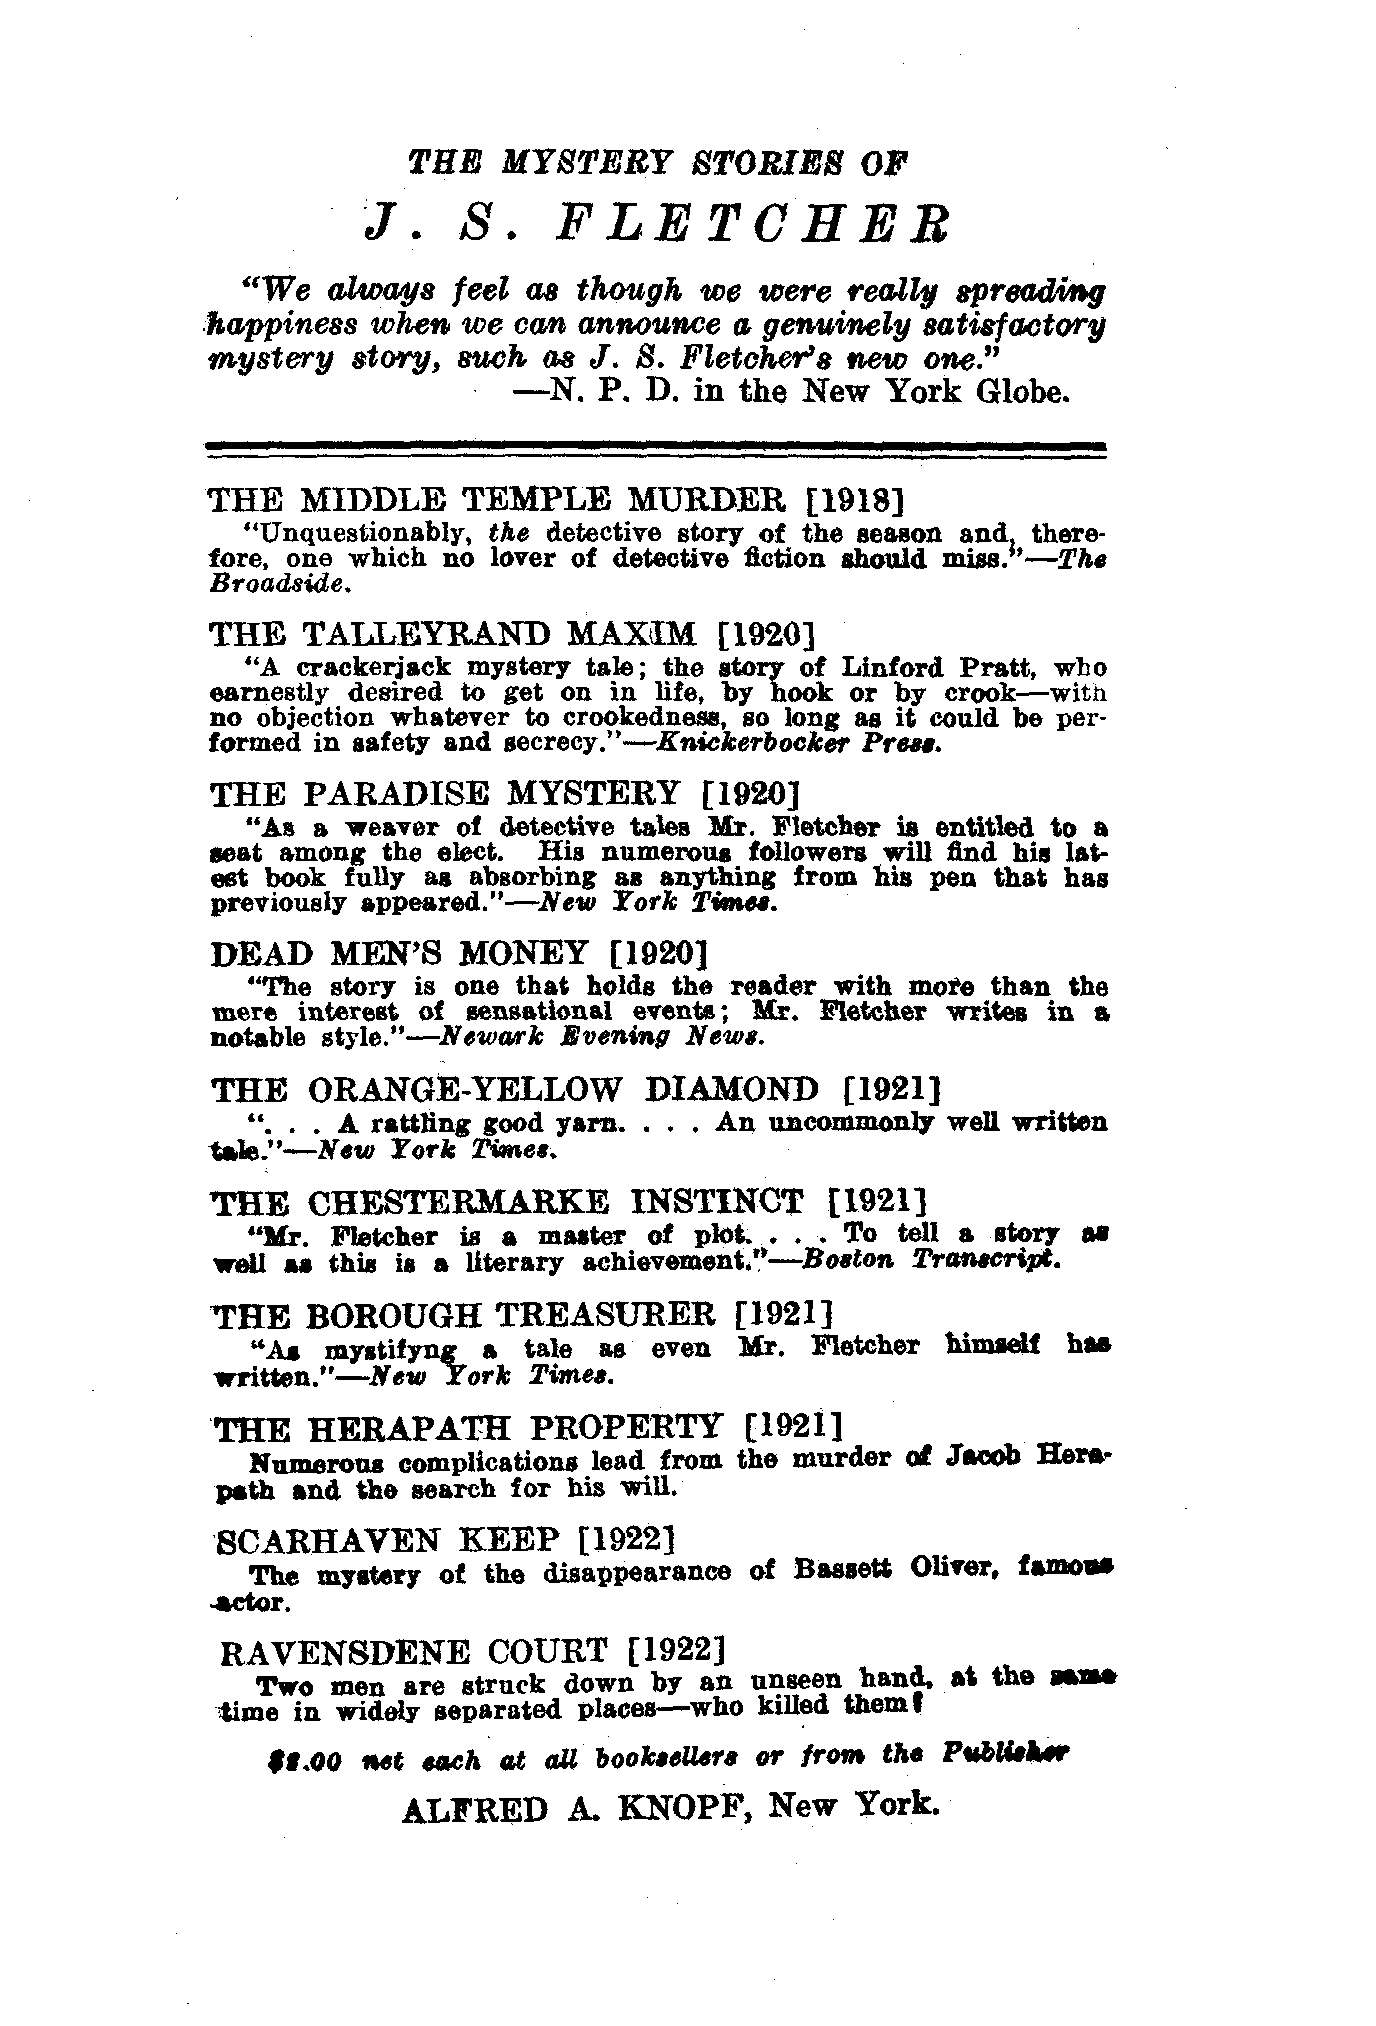 THE MYSTERY STORIES OF
J. S. FLETCHER
"We always feel as though we were really spreading
happiness when we can announce a genuinely satisfactory
mystery story, such as J. S. Fletcher's new one."
—N. P. D. in the New York Globe.
THE MIDDLE TEMPLE MURDER [1918]
"Unquestionably, the detective story of the season and, there-
fore, one which no lover of detective fiction should miss."—The
Broadside.
THE TALLEYRAND MAXIM [1920]
"A crackerjack mystery tale; the story of Linford Pratt, who
earnestly desired to get on in life, by hook or by crook—with
no objection whatever to crookedness, so long as it could be per-
formed in safety and secrecy."—Knickerbocker Press.
THE PARADISE MYSTERY [1920]
"As a weaver of detective tales Mr. Fletcher is entitled to a
seat among the elect. His numerous followers will find his lat-
est book fully as absorbing as anything from his pen that has
previously appeared."—New York Times.
DEAD MEN'S MONEY [1920]
"The story is one that holds the reader with more than the
mere interest of sensational events; Mr. Fletcher writes in a
notable style."—Newark Evening News.
THE ORANGE-YELLOW DIAMOND [1921]
". . . A rattling good yarn. . . . An uncommonly well written
tale."—New York Times.
THE CHESTERMARKE INSTINCT [1921]
"Mr. Fletcher is a master of plot. . . . To tell a story as
well as this is a literary achievement."—Boston Transcript.
THE BOROUGH TREASURER [1921]
"As mystifyng a tale as even Mr. Fletcher himself has
written."—New York Times.
THE HERAPATH PROPERTY [1921]
Numerous complications lead from the murder of Jacob Hera-
path and the search for his will.
SCARHAVEN KEEP [1922]
The mystery of the disappearance of Bassett Oliver, famous
actor.
RAVENSDENE COURT [1922]
Two men are struck down by an unseen hand, at the same
time in widely separated places—who killed them?
$2.00 net each at all booksellers or from the Publisher
ALFRED A. KNOPF, New York.